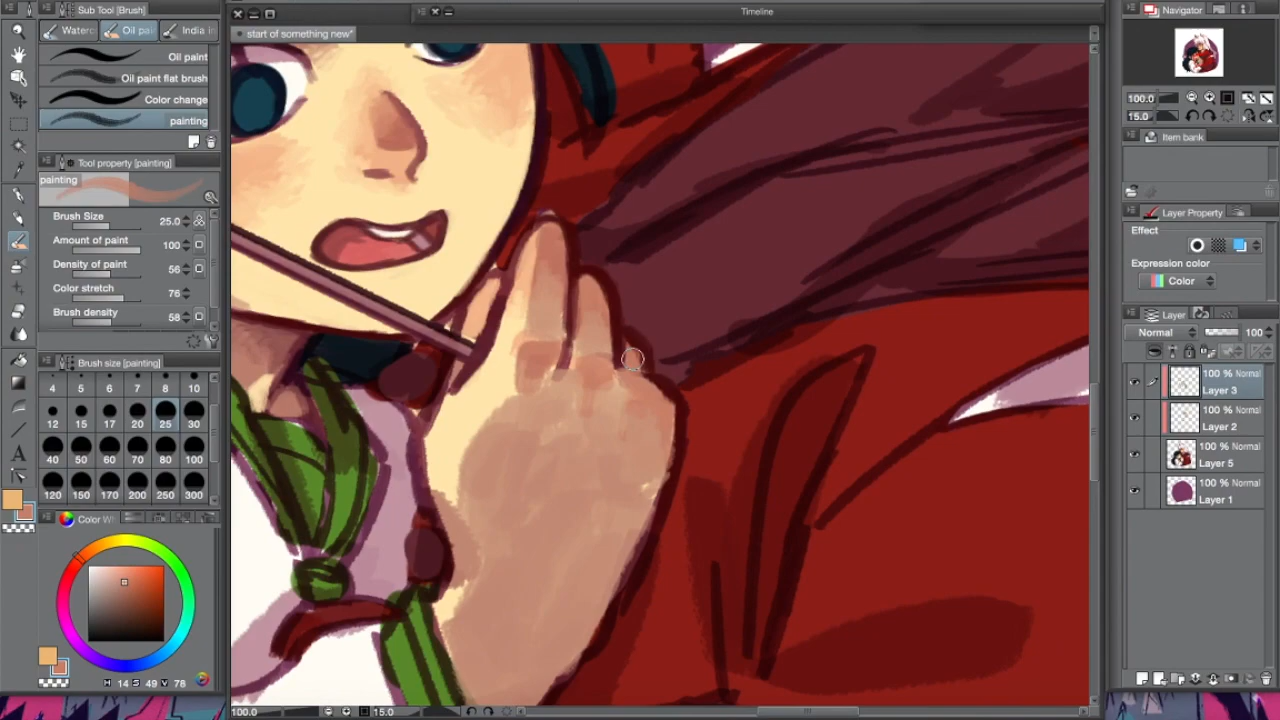 Sub Tool [Brush]
Timeline
Navigator
Waterc
Oil pai
India in
start of something new*
Oil paint
Oil paint flat brush
Color change
painting
100.0
15.0
Item bank
Tool property [painting]
painting
Layer Property
Brush Size 25.0
Effect
Amount of paint 100
Density of paint 56
Expression color
Color
Color stretch 76
Brush density 58
Layer
Normal 100
Brush size [painting]
4 5 6 7 8 10
100 % Normal
Layer 3
12 15 17 20 25 30
100 % Normal
Layer 2
40 50 60 70 80 100
100 % Normal
Layer 5
120 150 170 200 250 300
100 % Normal
Layer 1
Color W
H 14 S 49 V 78
100.0
15.0